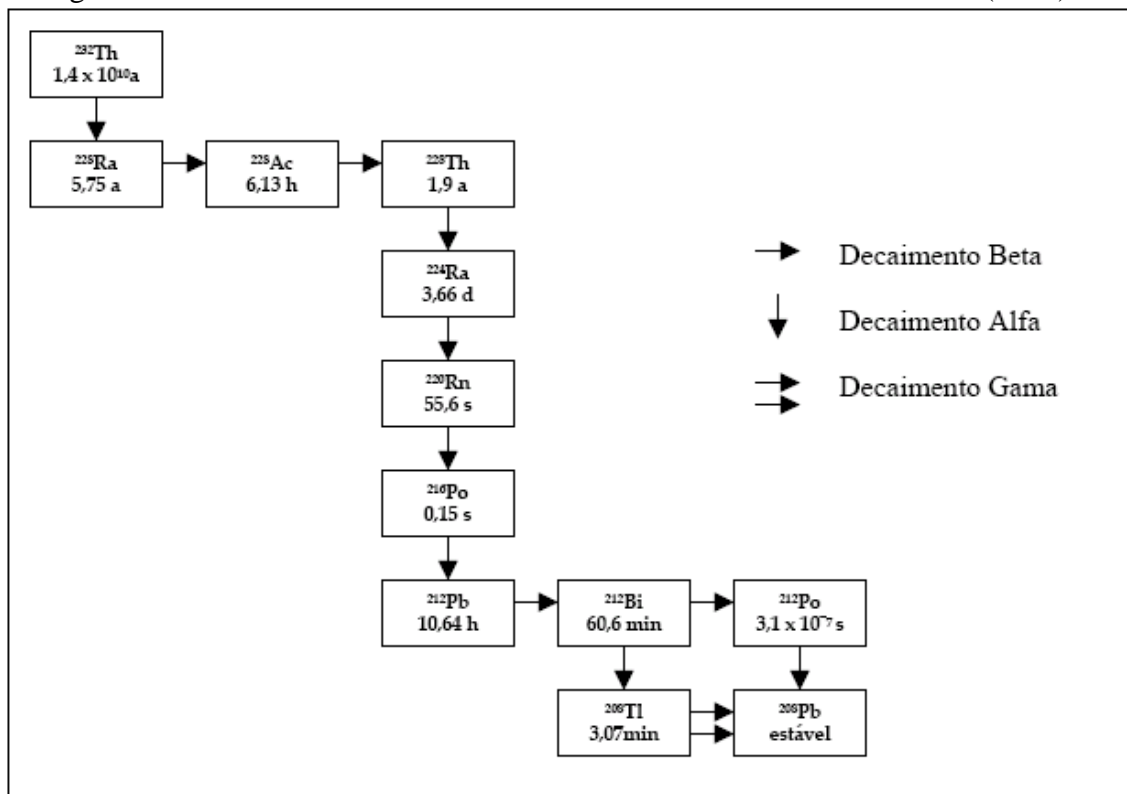 ²³²Th
1,4 x 10¹⁰a
²²⁸Ra
5,75 a
²²⁸Ac
6,13 h
²²⁸Th
1,9 a
²²⁴Ra
3,66 d
Decaimento Beta
Decaimento Alfa
Decaimento Gama
²²⁰Rn
55,6 s
²¹⁶Po
0,15 s
²¹²Pb
10,64 h
²¹²Bi
60,6 min
²¹²Po
3,1 x 10⁻⁷ s
²⁰⁸Tl
3,07min
²⁰⁸Pb
estável